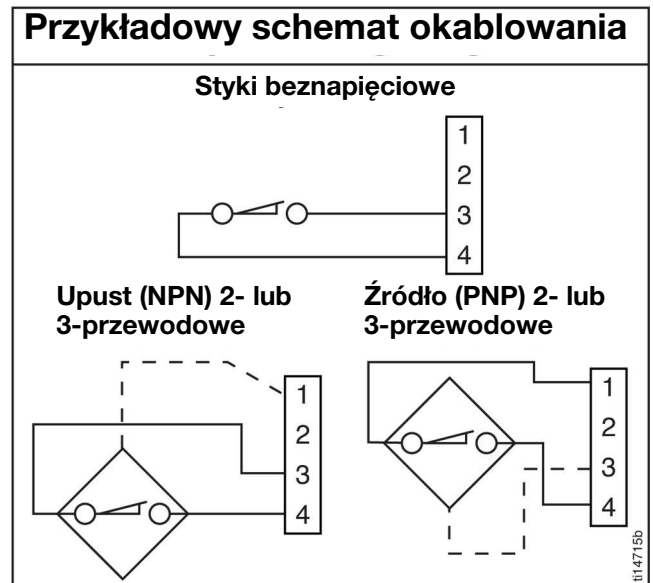 Przykładowy schemat okablowania
Styki beznapięciowe
1
2
3
4
Upust (NPN) 2- lub
3-przewodowe
1
2
3
4
Źródło (PNP) 2- lub
3-przewodowe
1
2
3
4
ti14715b